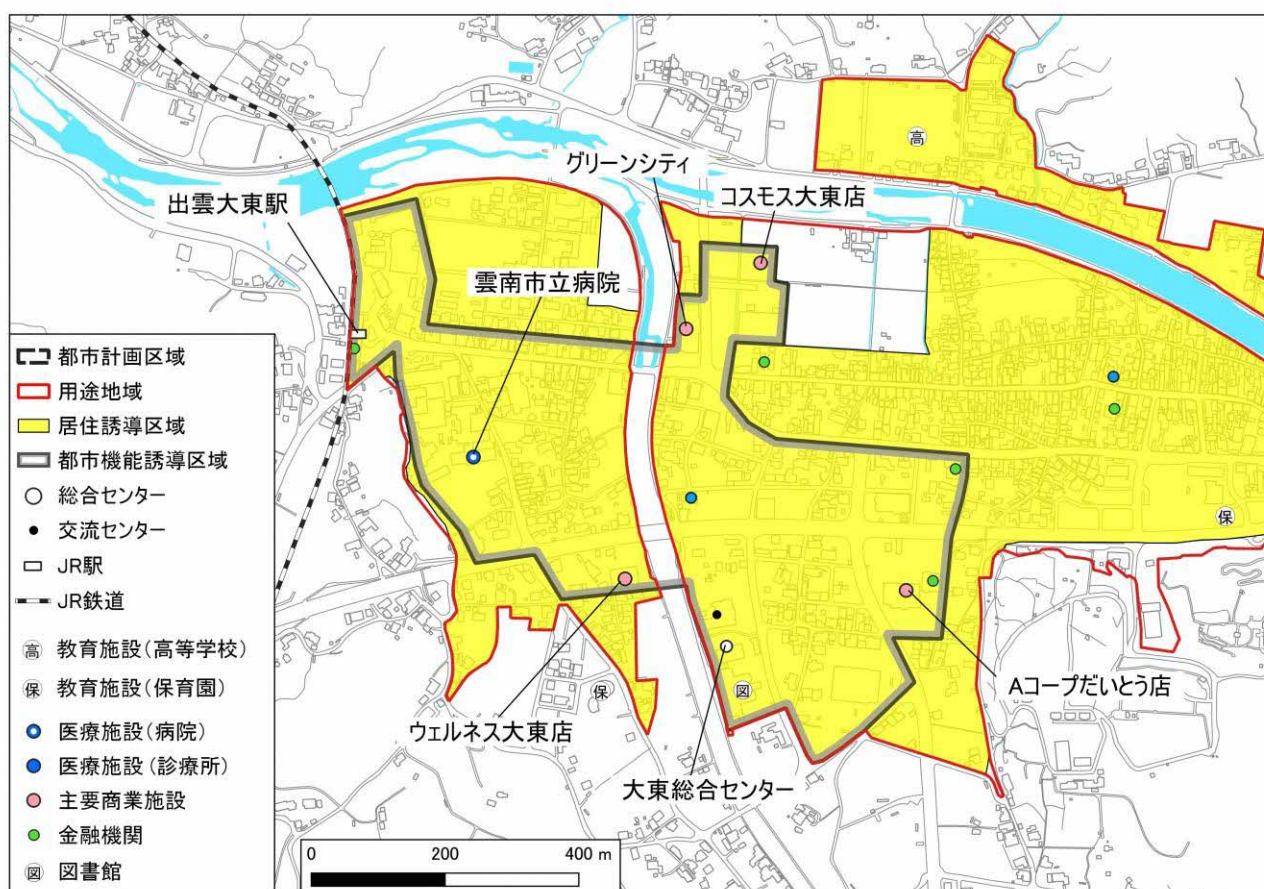 グリーンシティ
コスモス大東店
高
出雲大東駅
雲南市立病院
都市計画区域
用途地域
居住誘導区域
都市機能誘導区域
総合センター
交流センター
JR駅
JR鉄道
高 教育施設(高等学校)
保 教育施設(保育園)
医療施設(病院)
医療施設(診療所)
主要商業施設
金融機関
図 図書館
保
保
図
Aコープだいとう店
ウェルネス大東店
大東総合センター
0 200 400 m